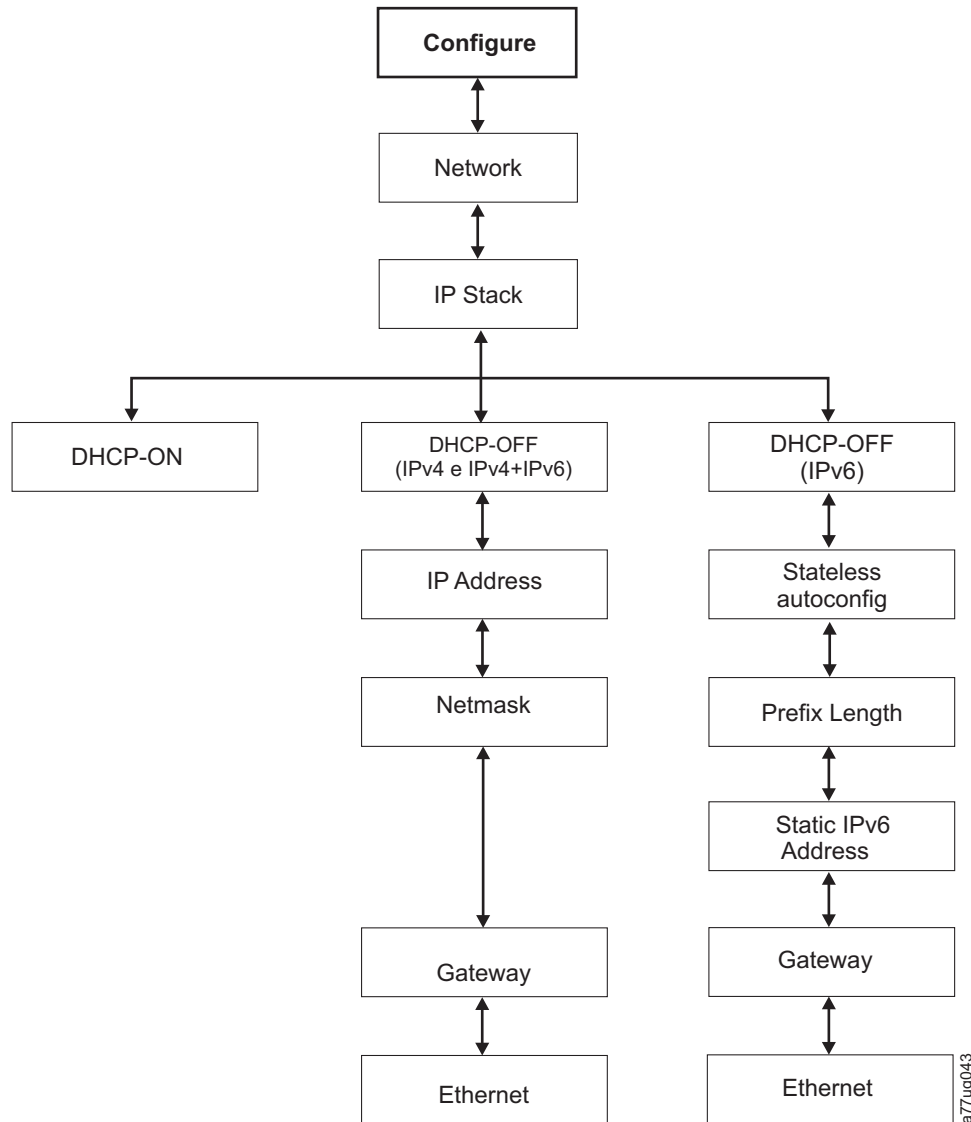 Configure
Network
IP Stack
DHCP-ON
DHCP-OFF
(IPv4 e IPv4+IPv6)
DHCP-OFF
(IPv6)
IP Address
Stateless
autoconfig
Netmask
Prefix Length
Static IPv6
Address
Gateway
Gateway
Ethernet
Ethernet
a77ug043